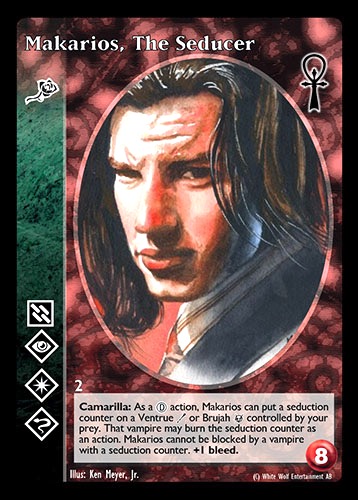 Makarios, The Seducer
2
Camarilla: As a D action, Makarios can put a seduction
counter on a Ventrue or Brujah controlled by your
prey. That vampire may burn the seduction counter as
an action. Makarios cannot be blocked by a vampire
with a seduction counter. +1 bleed.
8
Illus: Ken Meyer, Jr. (C) White Wolf Entertainment AB